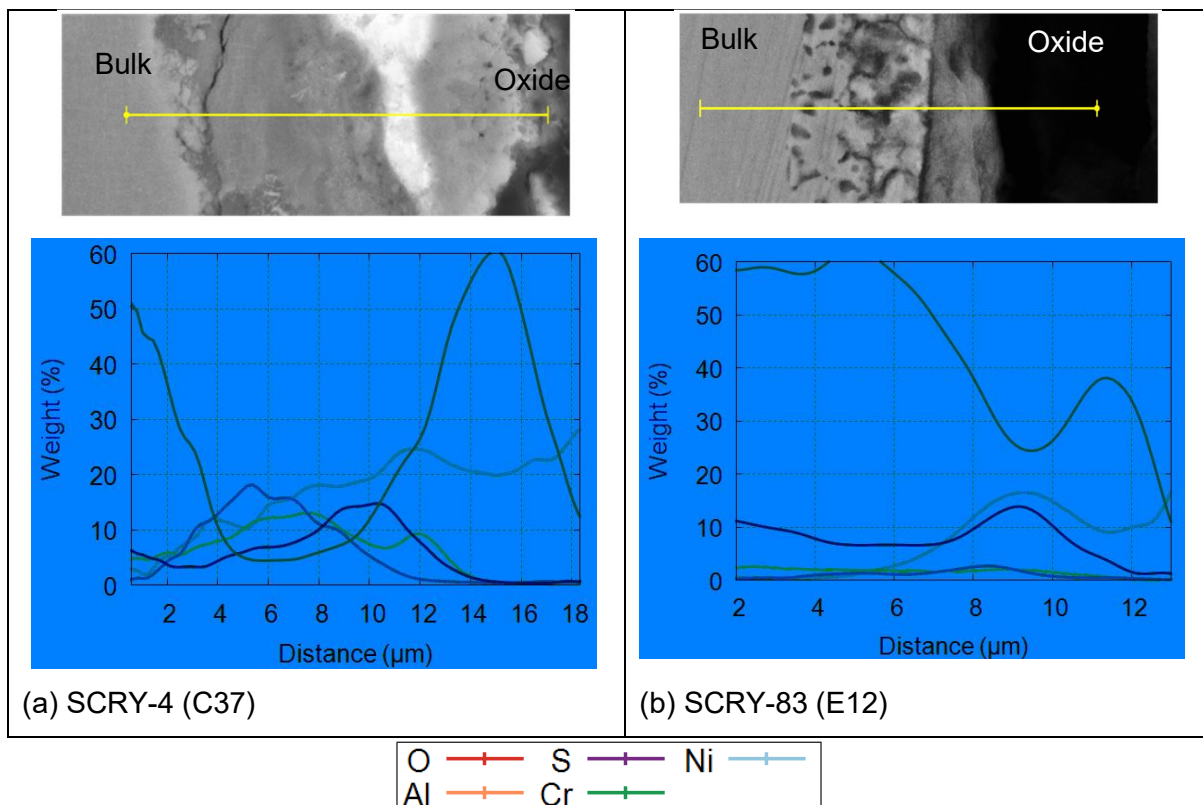 Bulk
Oxide
Bulk
Oxide
60
50
40
30
20
10
0
Weight (%)
2 4 6 8 10 12 14 16 18
Distance (µm)
60
50
40
30
20
10
0
Weight (%)
2 4 6 8 10 12
Distance (µm)
(a) SCRY-4 (C37)
(b) SCRY-83 (E12)
O S Ni
Al Cr